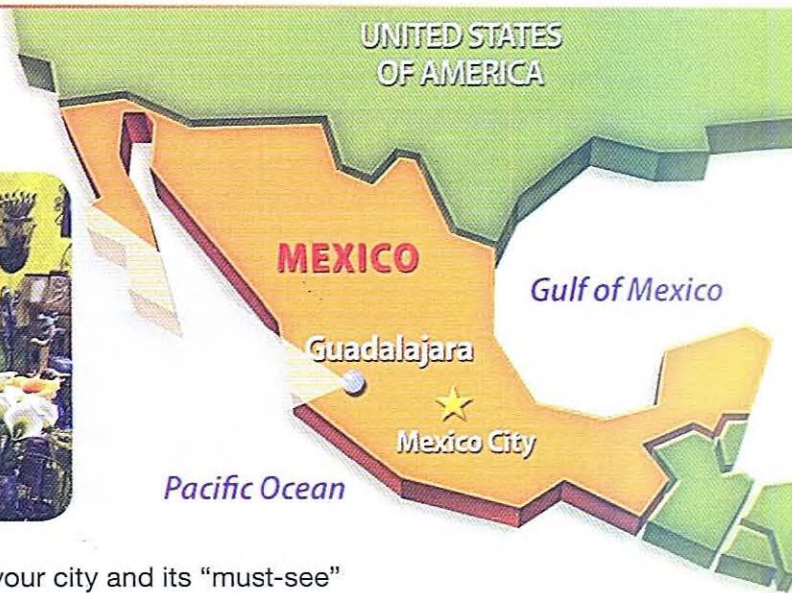 UNITED STATES
OF AMERICA
MEXICO
Gulf of Mexico
Guadalajara
Mexico City
Pacific Ocean
your city and its “must-see”